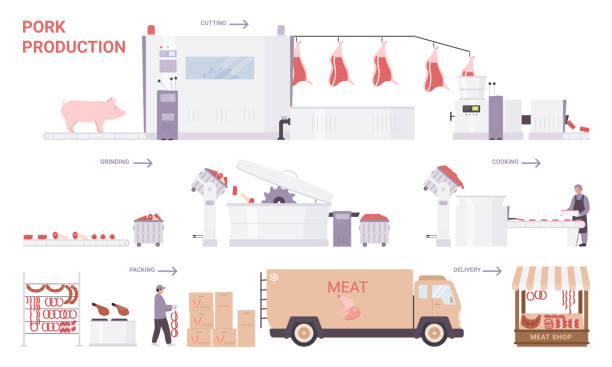 PORK
PRODUCTION
CUTTING
GRINDING
COOKING
PACKING
DELIVERY
MEAT
MEAT SHOP